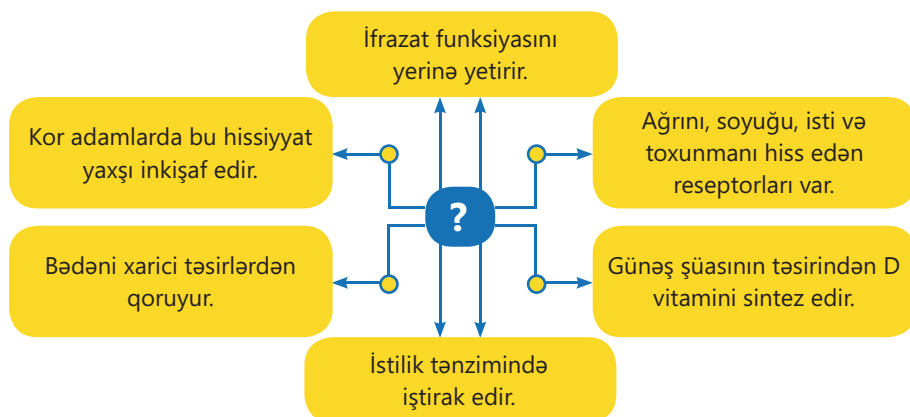 İfrazat funksiyasını
yerinə yetirir.
Kor adamlarda bu hissiyyat
yaxşı inkişaf edir.
Ağrını, soyuğu, isti və
toxunmanı hiss edən
reseptorları var.
?
Bədəni xarici təsirlərdən
qoruyur.
Günəş şüasının təsirindən D
vitamini sintez edir.
İstilik tənzimində
iştirak edir.